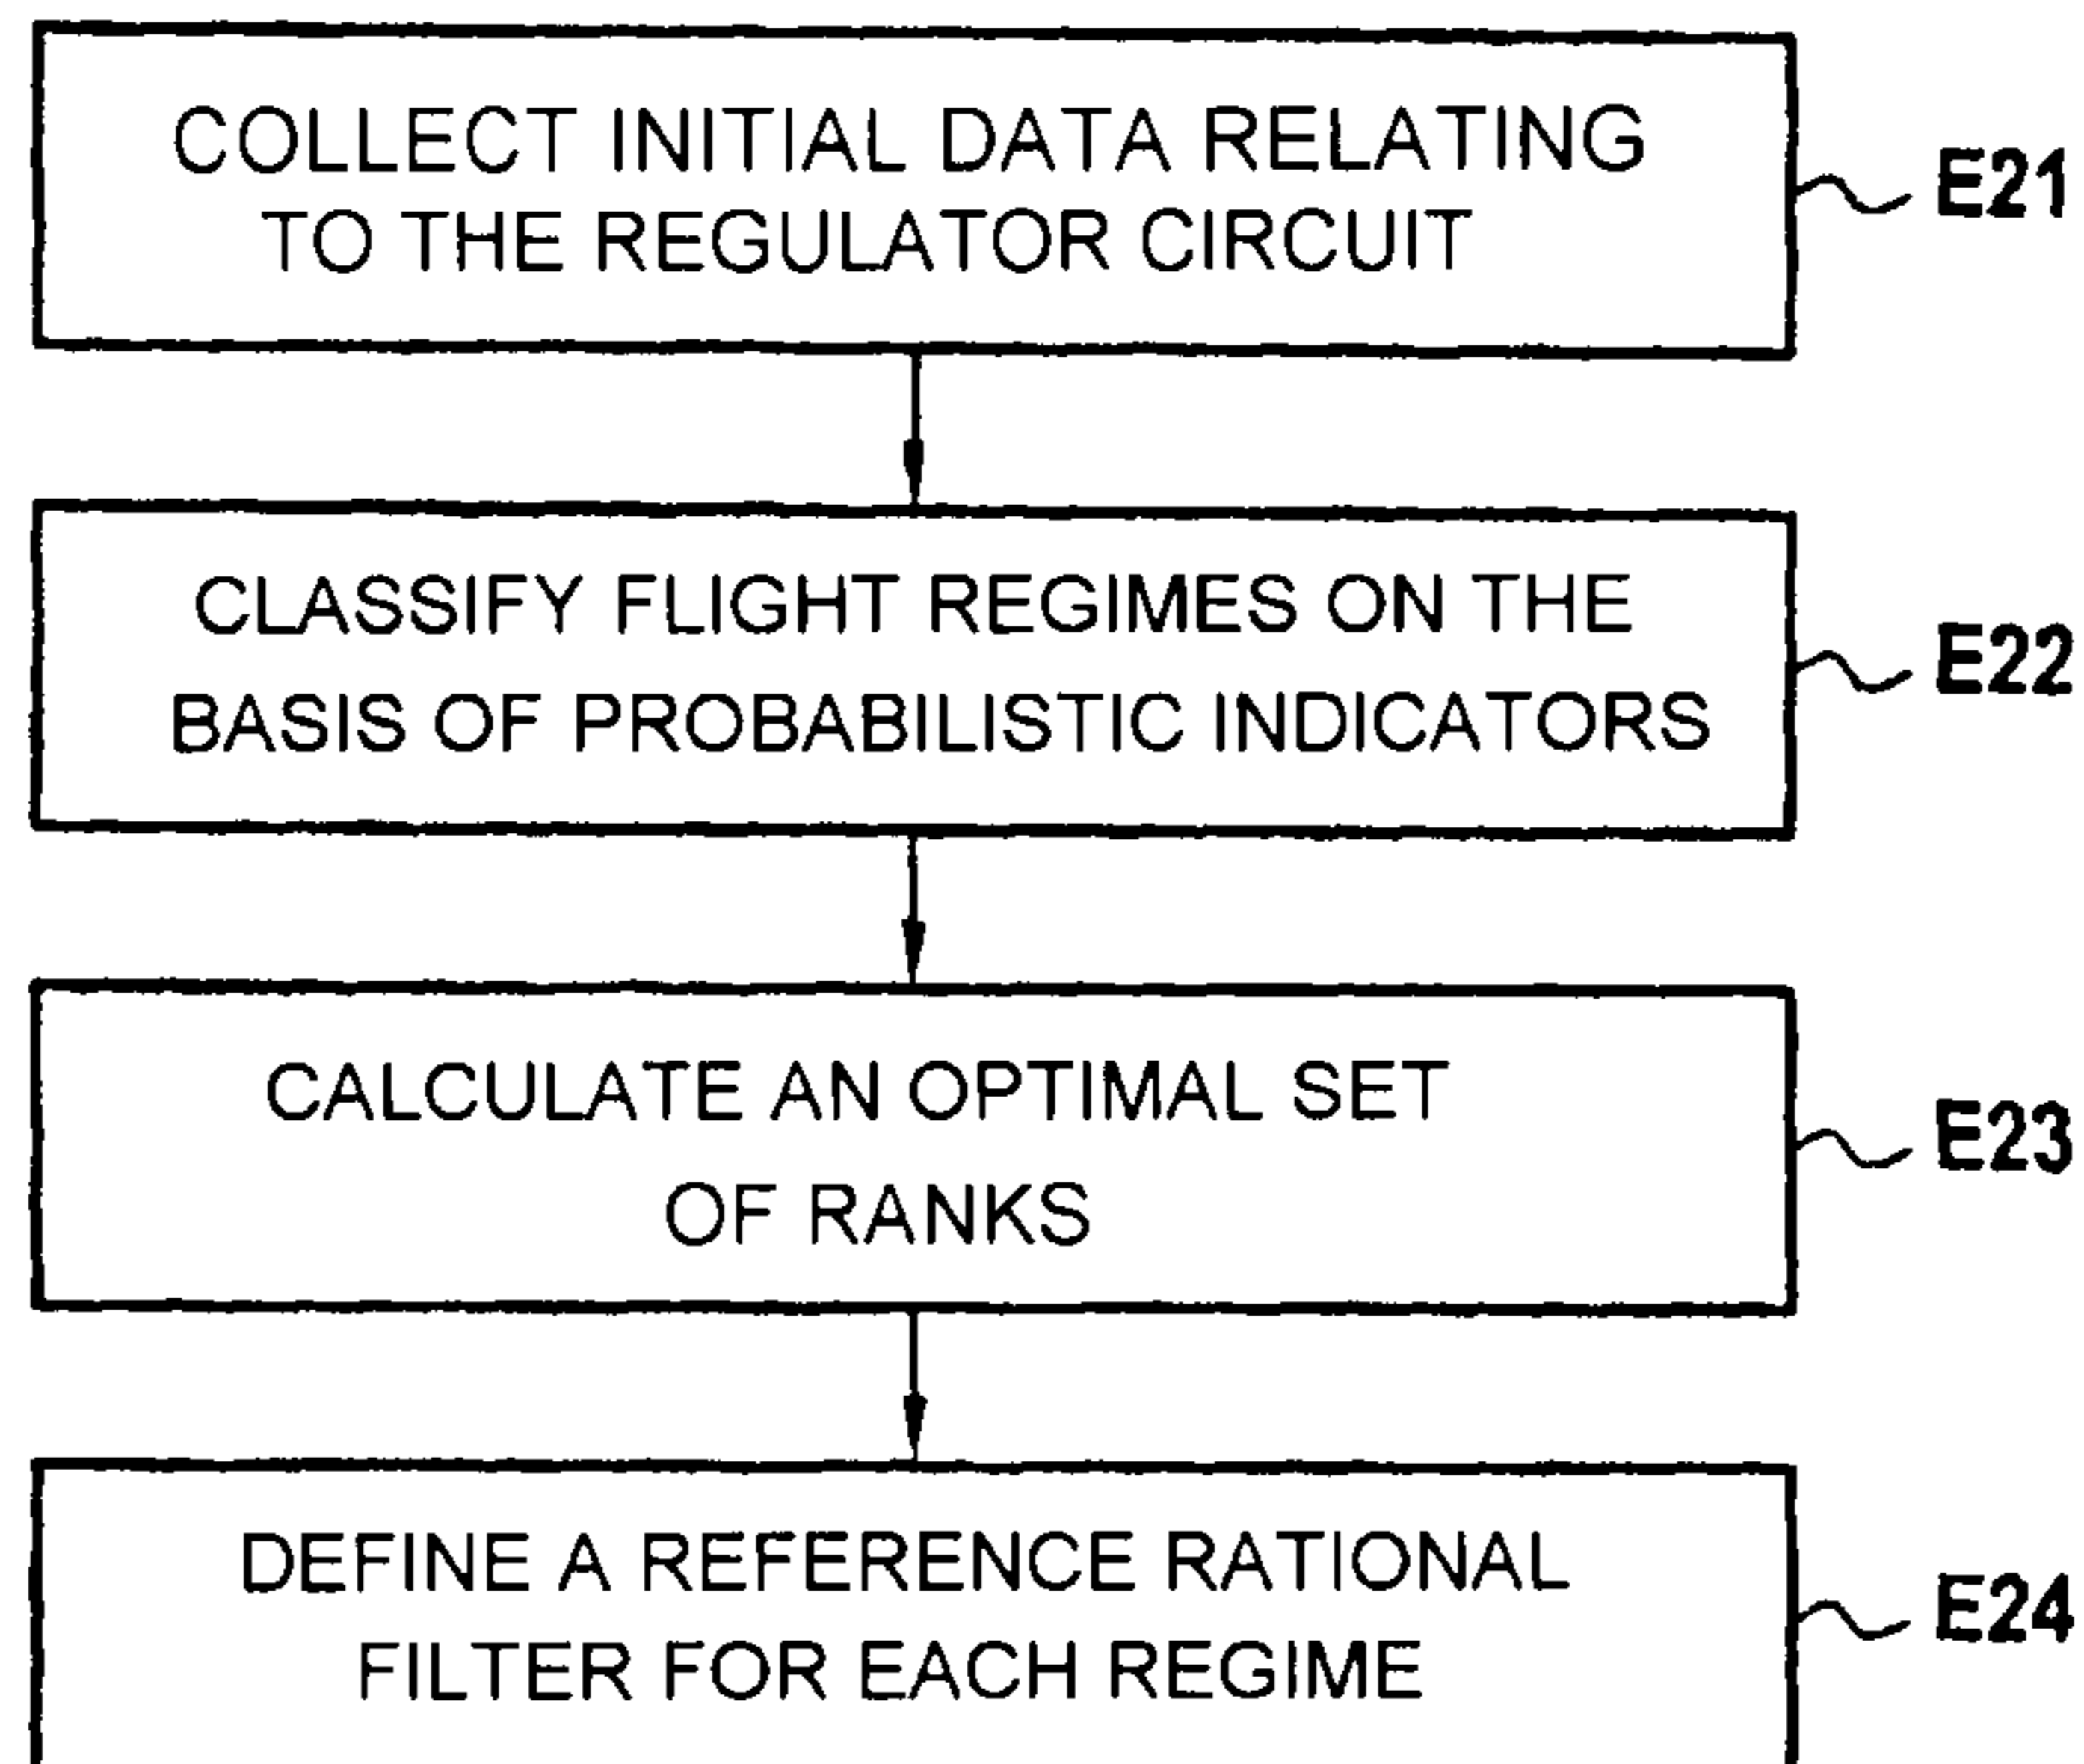 COLLECT INITIAL DATA RELATING
TO THE REGULATOR CIRCUIT
E21
CLASSIFY FLIGHT REGIMES ON THE
BASIS OF PROBABILISTIC INDICATORS
E22
CALCULATE AN OPTIMAL SET
OF RANKS
E23
DEFINE A REFERENCE RATIONAL
FILTER FOR EACH REGIME
E24